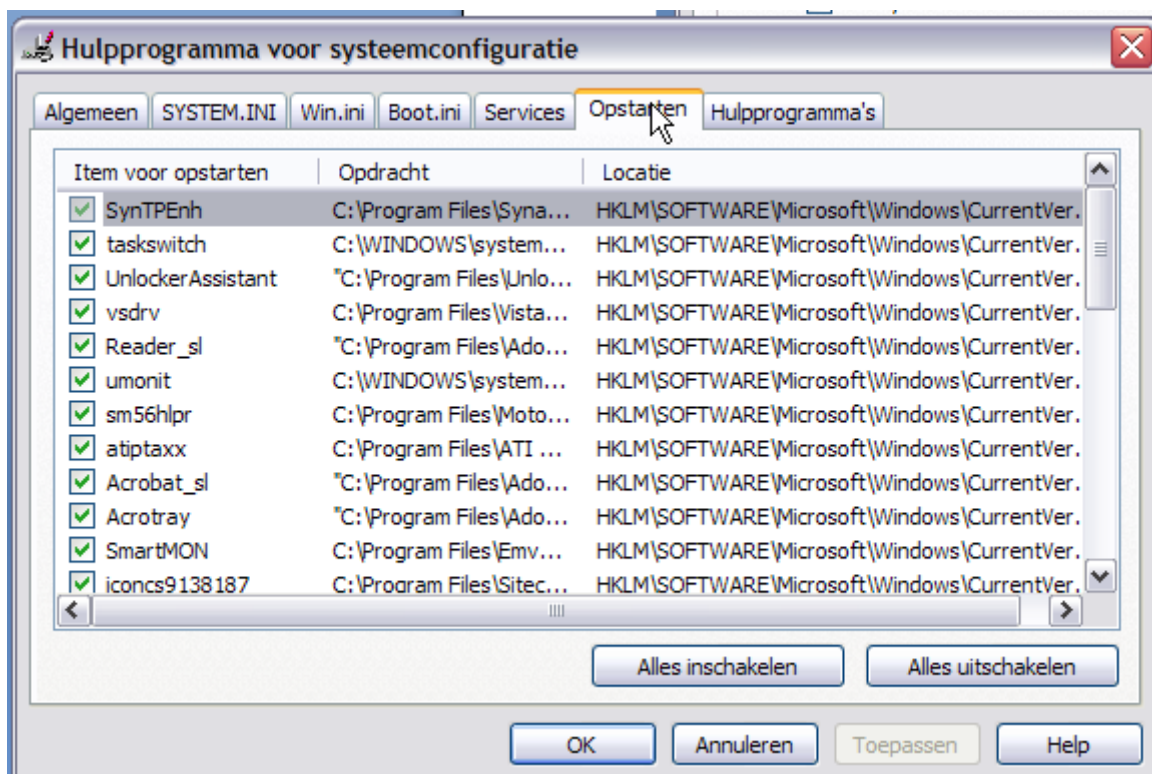 Hulpprogramma voor systeemconfiguratie
Algemeen SYSTEM.INI Win.ini Boot.ini Services Opstarten Hulpprogramma's
Item voor opstarten Opdracht Locatie
SynTPEnh C:\Program Files\Syna... HKLM\SOFTWARE\Microsoft\Windows\CurrentVer.
taskswitch C:\WINDOWS\system... HKLM\SOFTWARE\Microsoft\Windows\CurrentVer.
UnlockerAssistant "C:\Program Files\Unlo... HKLM\SOFTWARE\Microsoft\Windows\CurrentVer.
vsdrv C:\Program Files\Vista... HKLM\SOFTWARE\Microsoft\Windows\CurrentVer.
Reader_sl "C:\Program Files\Ado... HKLM\SOFTWARE\Microsoft\Windows\CurrentVer.
umonit C:\WINDOWS\system... HKLM\SOFTWARE\Microsoft\Windows\CurrentVer.
sm56hlpr C:\Program Files\Moto... HKLM\SOFTWARE\Microsoft\Windows\CurrentVer.
atiptaxx C:\Program Files\ATI ... HKLM\SOFTWARE\Microsoft\Windows\CurrentVer.
Acrobat_sl "C:\Program Files\Ado... HKLM\SOFTWARE\Microsoft\Windows\CurrentVer.
Acrotray "C:\Program Files\Ado... HKLM\SOFTWARE\Microsoft\Windows\CurrentVer.
SmartMON C:\Program Files\Emv... HKLM\SOFTWARE\Microsoft\Windows\CurrentVer.
iconcs9138187 C:\Program Files\Sitec... HKLM\SOFTWARE\Microsoft\Windows\CurrentVer.
Alles inschakelen Alles uitschakelen
OK Annuleren Toepassen Help